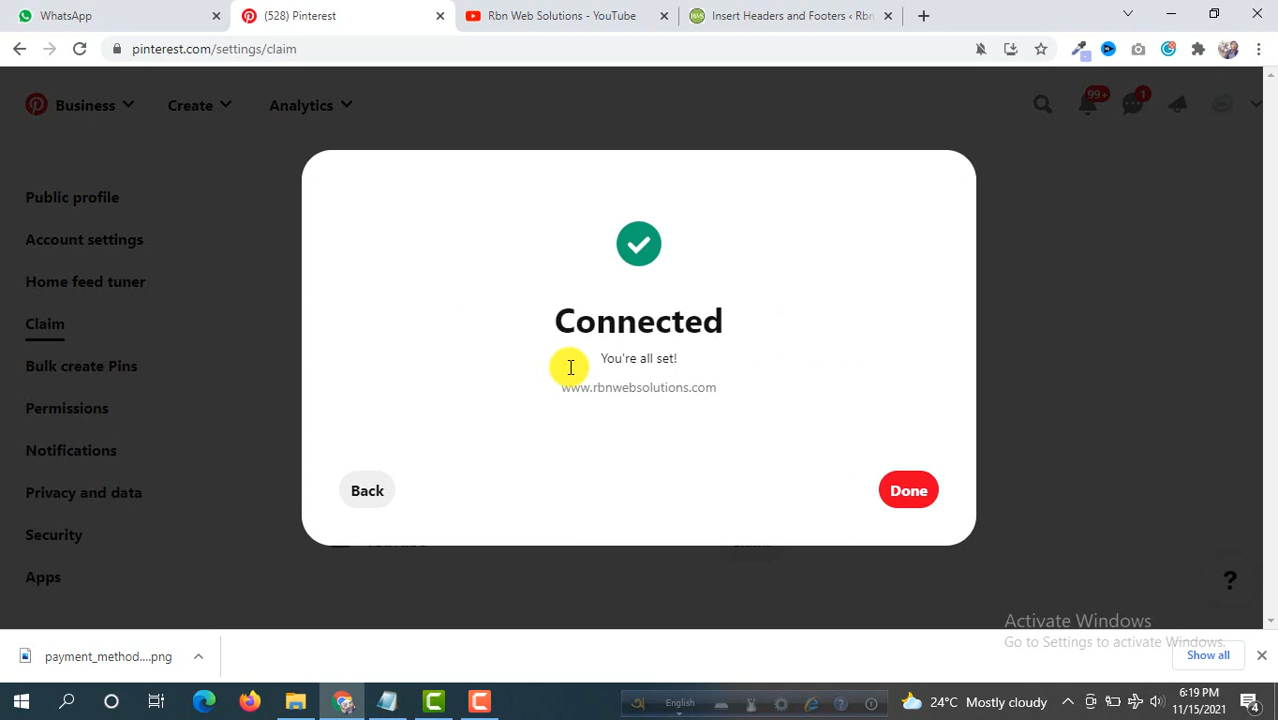 WhatsApp
(528) Pinterest
Rbn Web Solutions - YouTube
Insert Headers and Footers ‹ Rbn
pinterest.com/settings/claim
Business
Create
Analytics
99+
1
Public profile
Account settings
Home feed tuner
Claim
Bulk create Pins
Permissions
Notifications
Privacy and data
Security
Apps
Connected
You're all set!
www.rbnwebsolutions.com
Back
Done
?
Activate Windows
Go to Settings to activate Windows.
payment_method....png
Show all
English
24°C Mostly cloudy
6:19 PM
11/15/2021
4